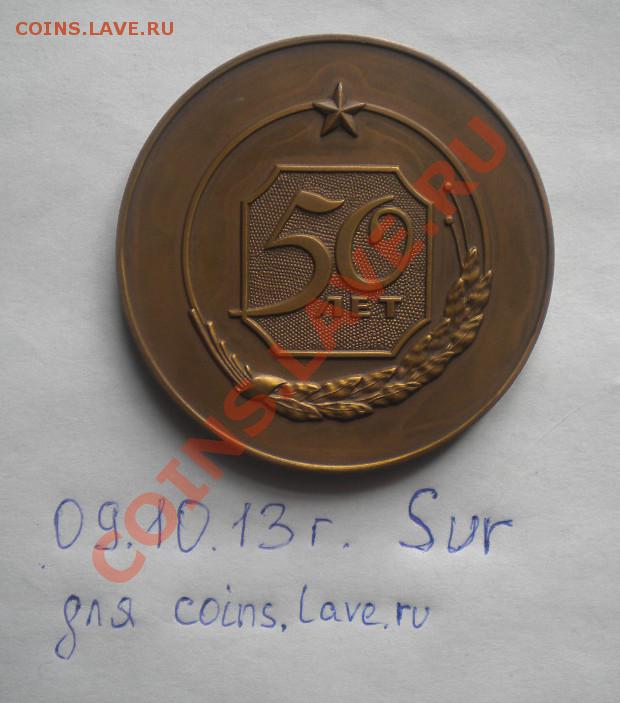 COINS.LAVE.RU
50
ЛЕТ
COINS.LAVE.RU
09.10.13г. Sur
для coins.lave.ru